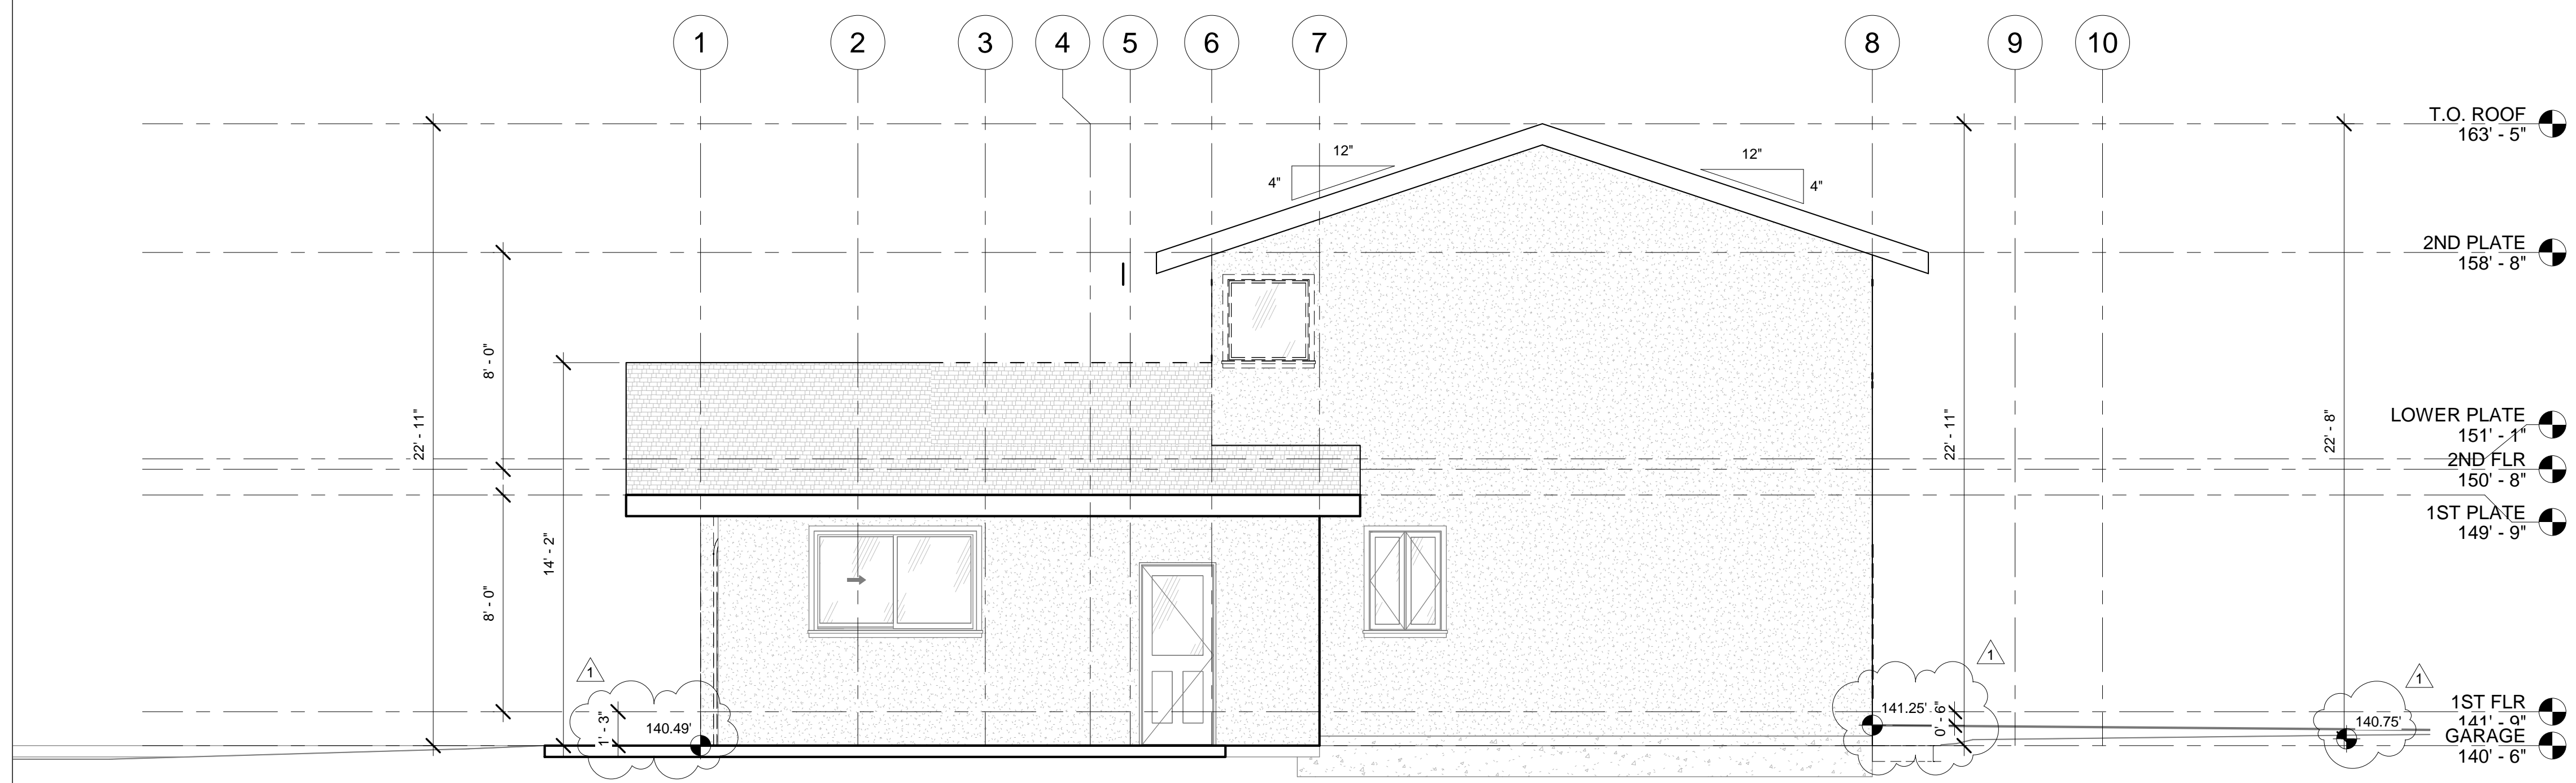 1 2 3 4 5 6 7 8 9 10
T.O. ROOF
163' - 5"
12"
4"
12"
4"
2ND PLATE
158' - 8"
8' - 0"
22' - 11"
14' - 2"
22' - 11"
22' - 8"
LOWER PLATE
151' - 1"
2ND FLR
150' - 8"
1ST PLATE
149' - 9"
8' - 0"
1
1' - 3"
140.49'
1
141.25'
0' - 6"
1
140.75'
1ST FLR
141' - 9"
GARAGE
140' - 6"